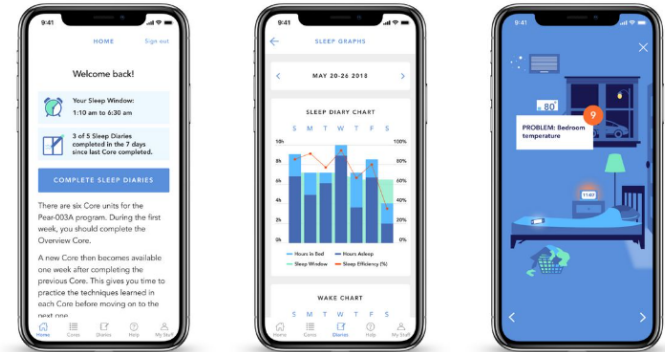 9:41
HOME
Sign out
Welcome back!
Your Sleep Window:
1:10 am to 6:30 am
3 of 5 Sleep Diaries
completed in the 7 days
since last Core completed.
COMPLETE SLEEP DIARIES
There are six Core units for the
Pear-003A program. During the first
week, you should complete the
Overview Core.
A new Core then becomes available
one week after completing the
previous Core. This gives you time to
practice the techniques learned in
each Core before moving on to the
next one
Home
Cores
Diaries
Help
My Stuff
9:41
SLEEP GRAPHS
MAY 20-26 2018
SLEEP DIARY CHART
S M T W T F S
10h 100%
8h 80%
6h 60%
4h 40%
2h 20%
0h 0%
Hours in Bed
Hours Asleep
Sleep Window
Sleep Efficiency (%)
WAKE CHART
S M T W T F S
Home
Cores
Diaries
Help
My Stuff
9:41
80°
9
PROBLEM: Bedroom
temperature